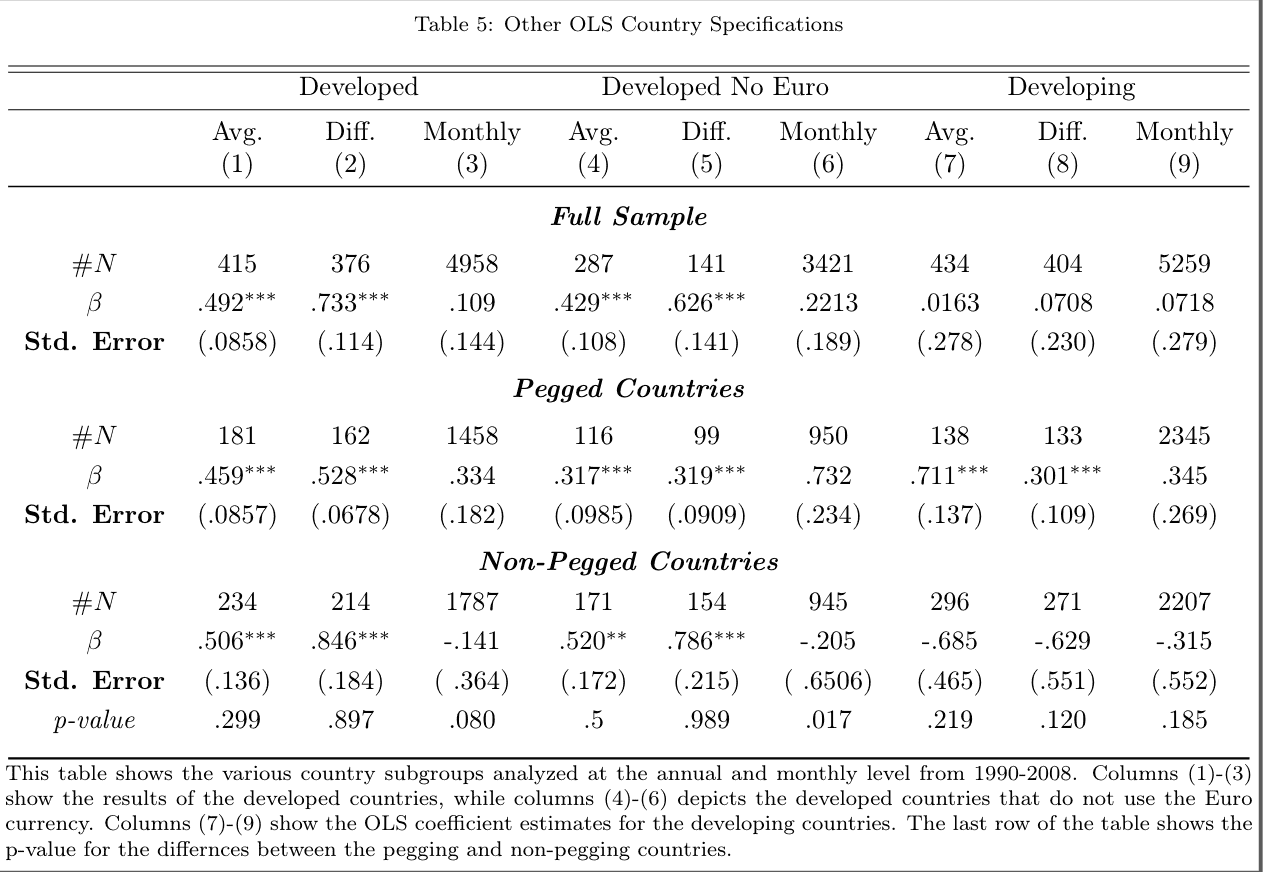 Table 5: Other OLS Country Specifications
Developed Developed No Euro Developing
Avg. Diff. Monthly Avg. Diff. Monthly Avg. Diff. Monthly
(1) (2) (3) (4) (5) (6) (7) (8) (9)
Full Sample
#N 415 376 4958 287 141 3421 434 404 5259
β .492*** .733*** .109 .429*** .626*** .2213 .0163 .0708 .0718
Std. Error (.0858) (.114) (.144) (.108) (.141) (.189) (.278) (.230) (.279)
Pegged Countries
#N 181 162 1458 116 99 950 138 133 2345
β .459*** .528*** .334 .317*** .319*** .732 .711*** .301*** .345
Std. Error (.0857) (.0678) (.182) (.0985) (.0909) (.234) (.137) (.109) (.269)
Non-Pegged Countries
#N 234 214 1787 171 154 945 296 271 2207
β .506*** .846*** -.141 .520** .786*** -.205 -.685 -.629 -.315
Std. Error (.136) (.184) ( .364) (.172) (.215) ( .6506) (.465) (.551) (.552)
p-value .299 .897 .080 .5 .989 .017 .219 .120 .185
This table shows the various country subgroups analyzed at the annual and monthly level from 1990-2008. Columns (1)-(3)
show the results of the developed countries, while columns (4)-(6) depicts the developed countries that do not use the Euro
currency. Columns (7)-(9) show the OLS coefficient estimates for the developing countries. The last row of the table shows the
p-value for the differnces between the pegging and non-pegging countries.